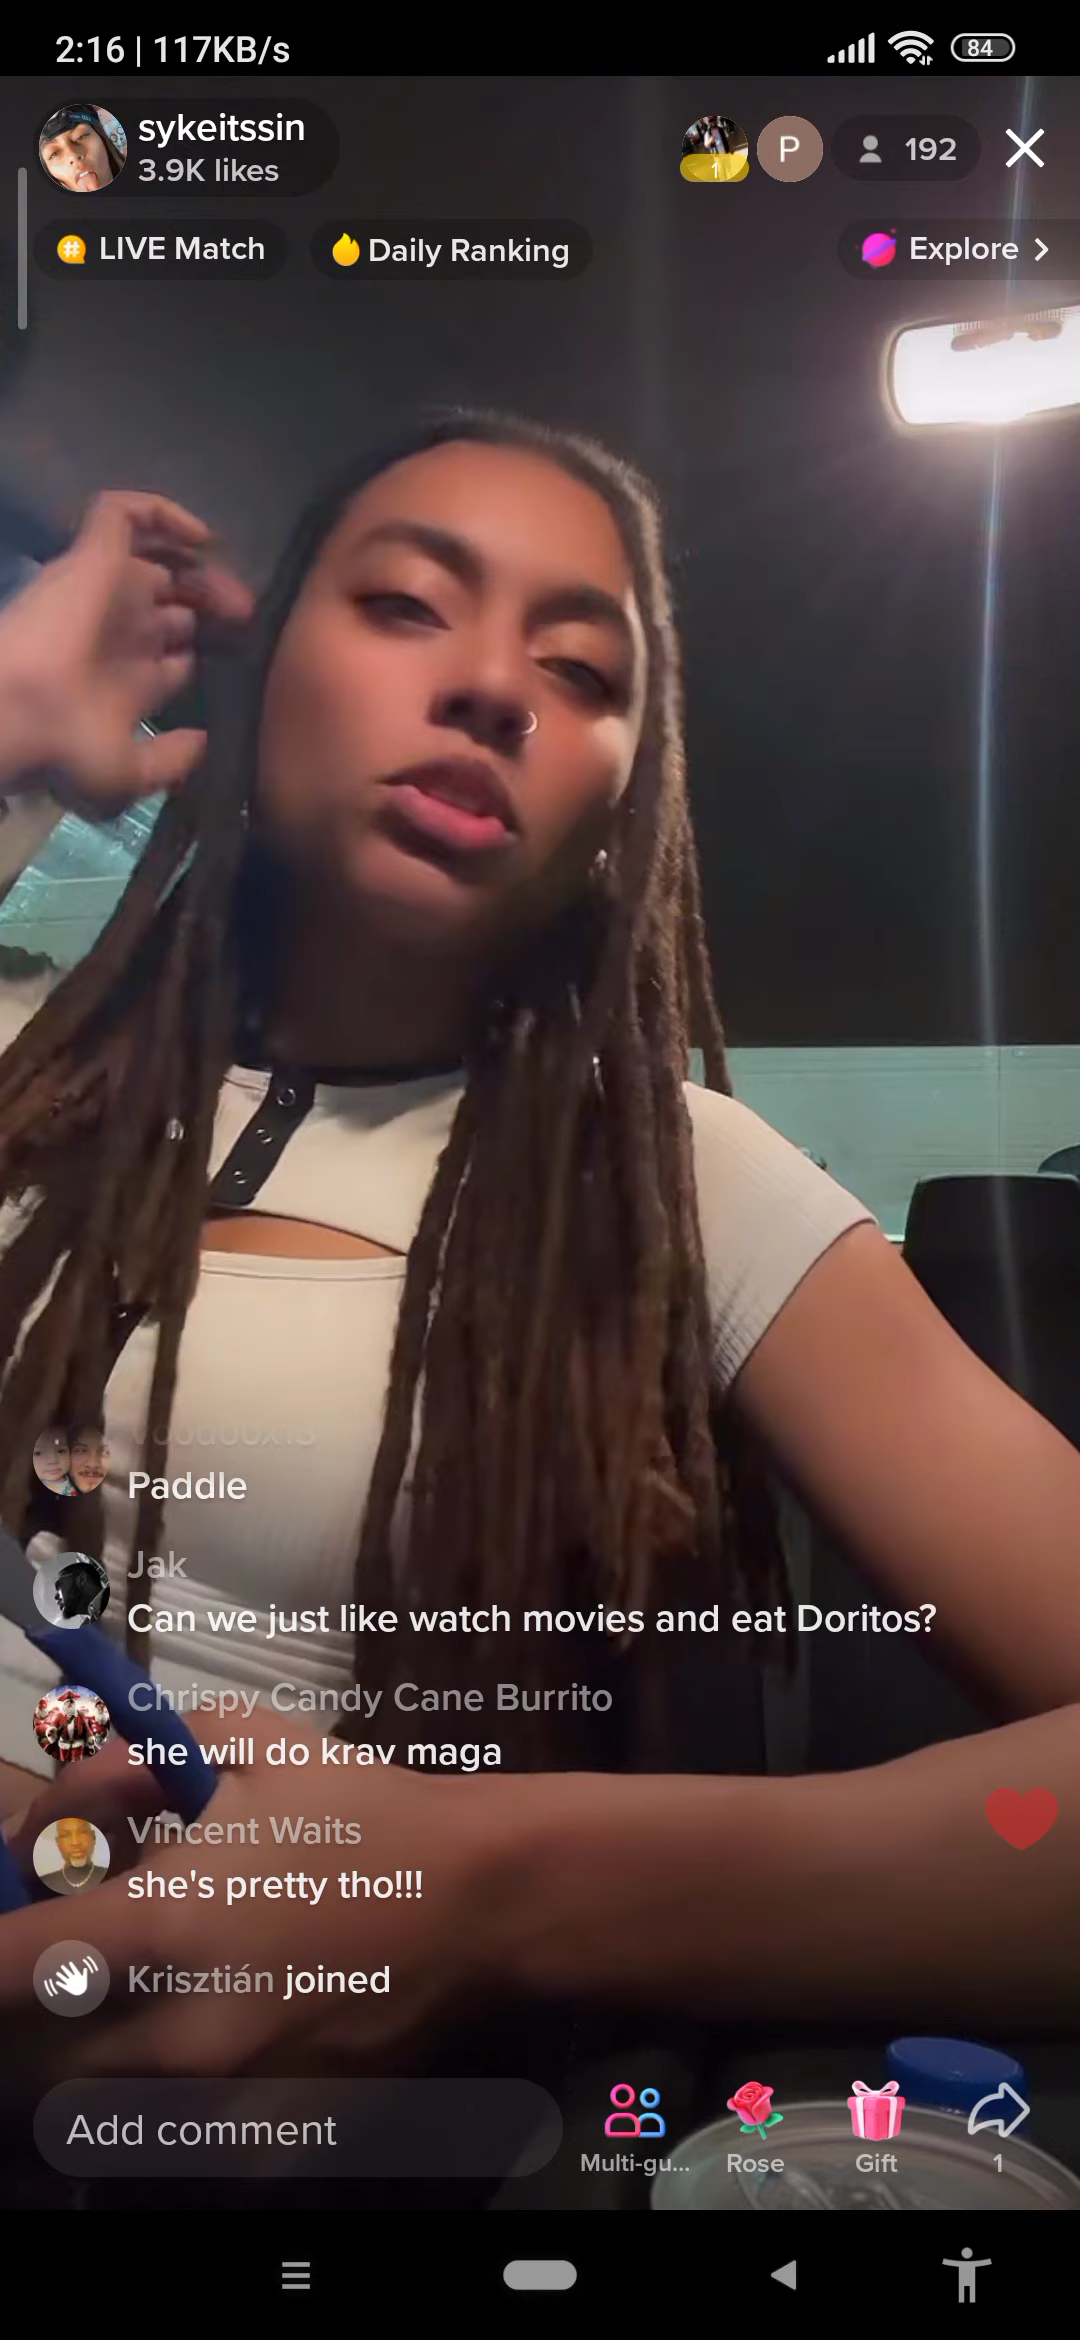 2:16 | 117KB/s
84
sykeitssin
3.9K likes
1
P
192
LIVE Match
Daily Ranking
Explore
Paddle
Jak
Can we just like watch movies and eat Doritos?
Chrispy Candy Cane Burrito
she will do krav maga
Vincent Waits
she's pretty tho!!!
Krisztián joined
Add comment
Multi-gu...
Rose
Gift
1